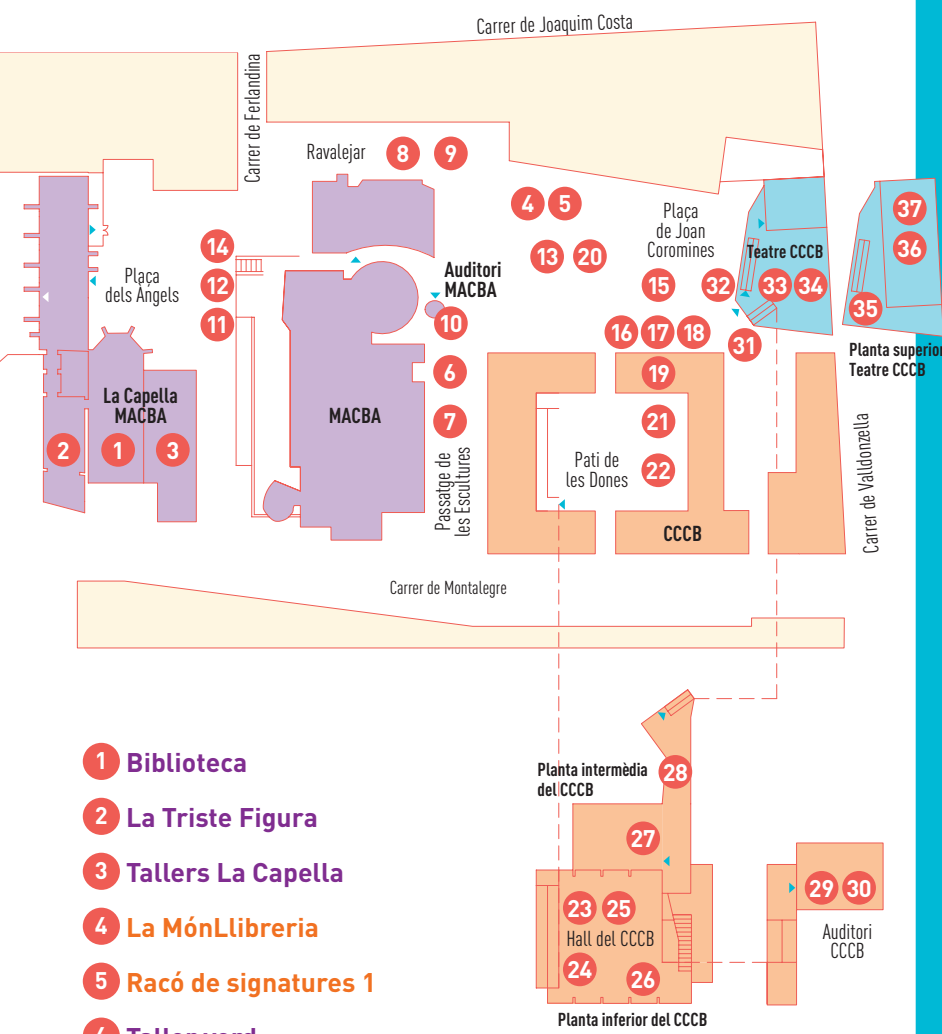 Carrer de Joaquim Costa
Carrer de Ferlandina
Ravalejar
8
9
4
5
Plaça
de Joan
Coromines
37
36
14
12
11
Plaça
dels Àngels
13
20
Auditori
MACBA
10
15
32
Teatre CCCB
33
34
35
16
17
18
31
Planta superior
Teatre CCCB
19
6
7
La Capella
MACBA
MACBA
2
1
3
21
22
Pati de
les Dones
Passatge de
les Escultures
CCCB
Carrer de Valldonzella
Carrer de Montalegre
Planta intermèdia
del CCCB
28
27
23
25
Hall del CCCB
24
26
29
30
Auditori
CCCB
Planta inferior del CCCB
1 Biblioteca
2 La Triste Figura
3 Tallers La Capella
4 La MónLlibreria
5 Racó de signatures 1